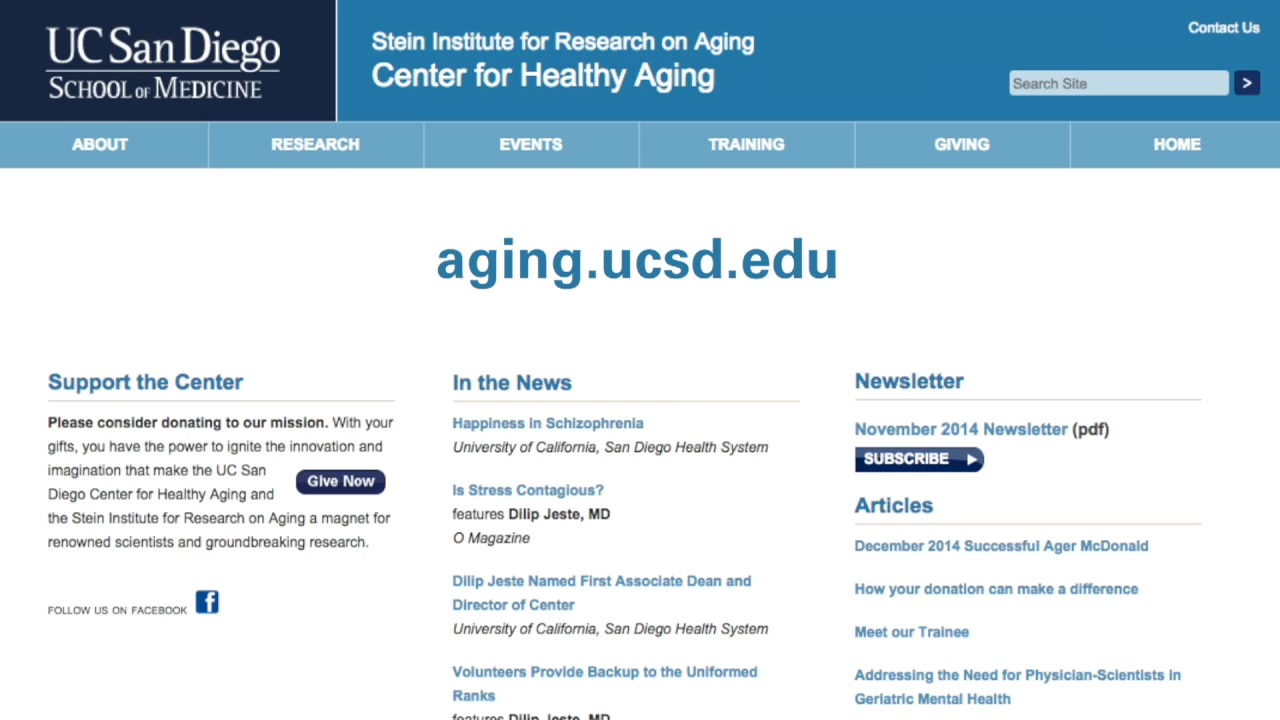 UC San Diego
SCHOOL OF MEDICINE
Stein Institute for Research on Aging
Center for Healthy Aging
Contact Us
Search Site
>
ABOUT
RESEARCH
EVENTS
TRAINING
GIVING
HOME
aging.ucsd.edu
Support the Center
Please consider donating to our mission. With your
gifts, you have the power to ignite the innovation and
imagination that make the UC San
Diego Center for Healthy Aging and
the Stein Institute for Research on Aging a magnet for
renowned scientists and groundbreaking research.
Give Now
FOLLOW US ON FACEBOOK
f
In the News
Happiness in Schizophrenia
University of California, San Diego Health System
Is Stress Contagious?
features Dilip Jeste, MD
O Magazine
Dilip Jeste Named First Associate Dean and
Director of Center
University of California, San Diego Health System
Volunteers Provide Backup to the Uniformed
Ranks
features Dilip Jeste, MD
Newsletter
November 2014 Newsletter (pdf)
SUBSCRIBE
Articles
December 2014 Successful Ager McDonald
How your donation can make a difference
Meet our Trainee
Addressing the Need for Physician-Scientists in
Geriatric Mental Health